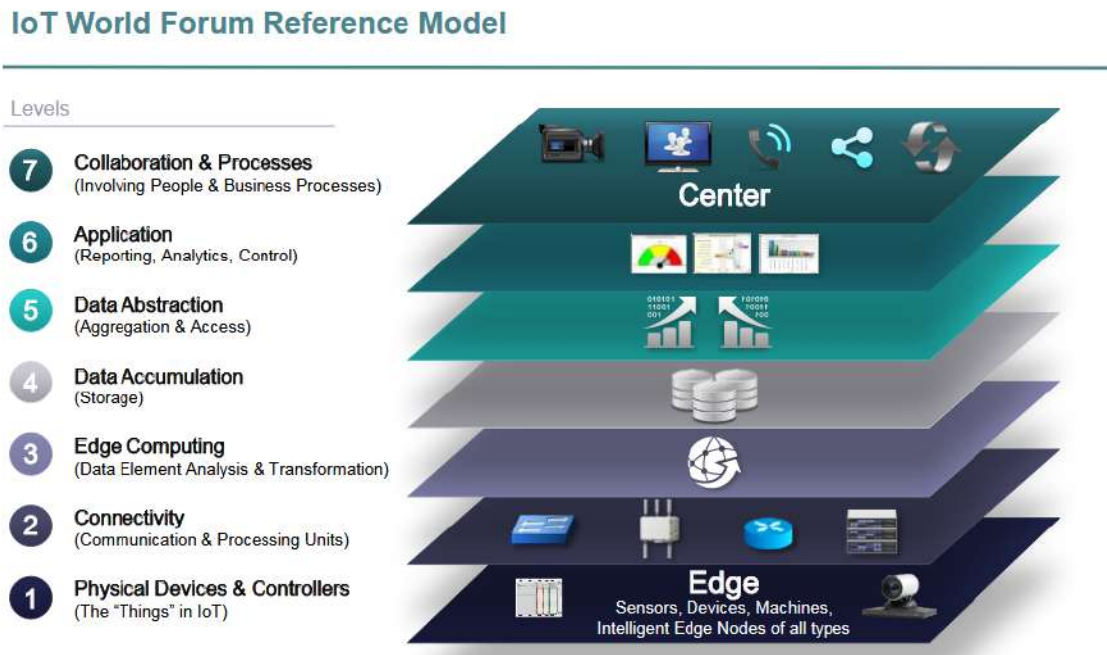 IoT World Forum Reference Model
Levels
7
Collaboration & Processes
(Involving People & Business Processes)
6
Application
(Reporting, Analytics, Control)
5
Data Abstraction
(Aggregation & Access)
4
Data Accumulation
(Storage)
3
Edge Computing
(Data Element Analysis & Transformation)
2
Connectivity
(Communication & Processing Units)
1
Physical Devices & Controllers
(The “Things” in IoT)
Center
010101
11001
001
Edge
Sensors, Devices, Machines,
Intelligent Edge Nodes of all types